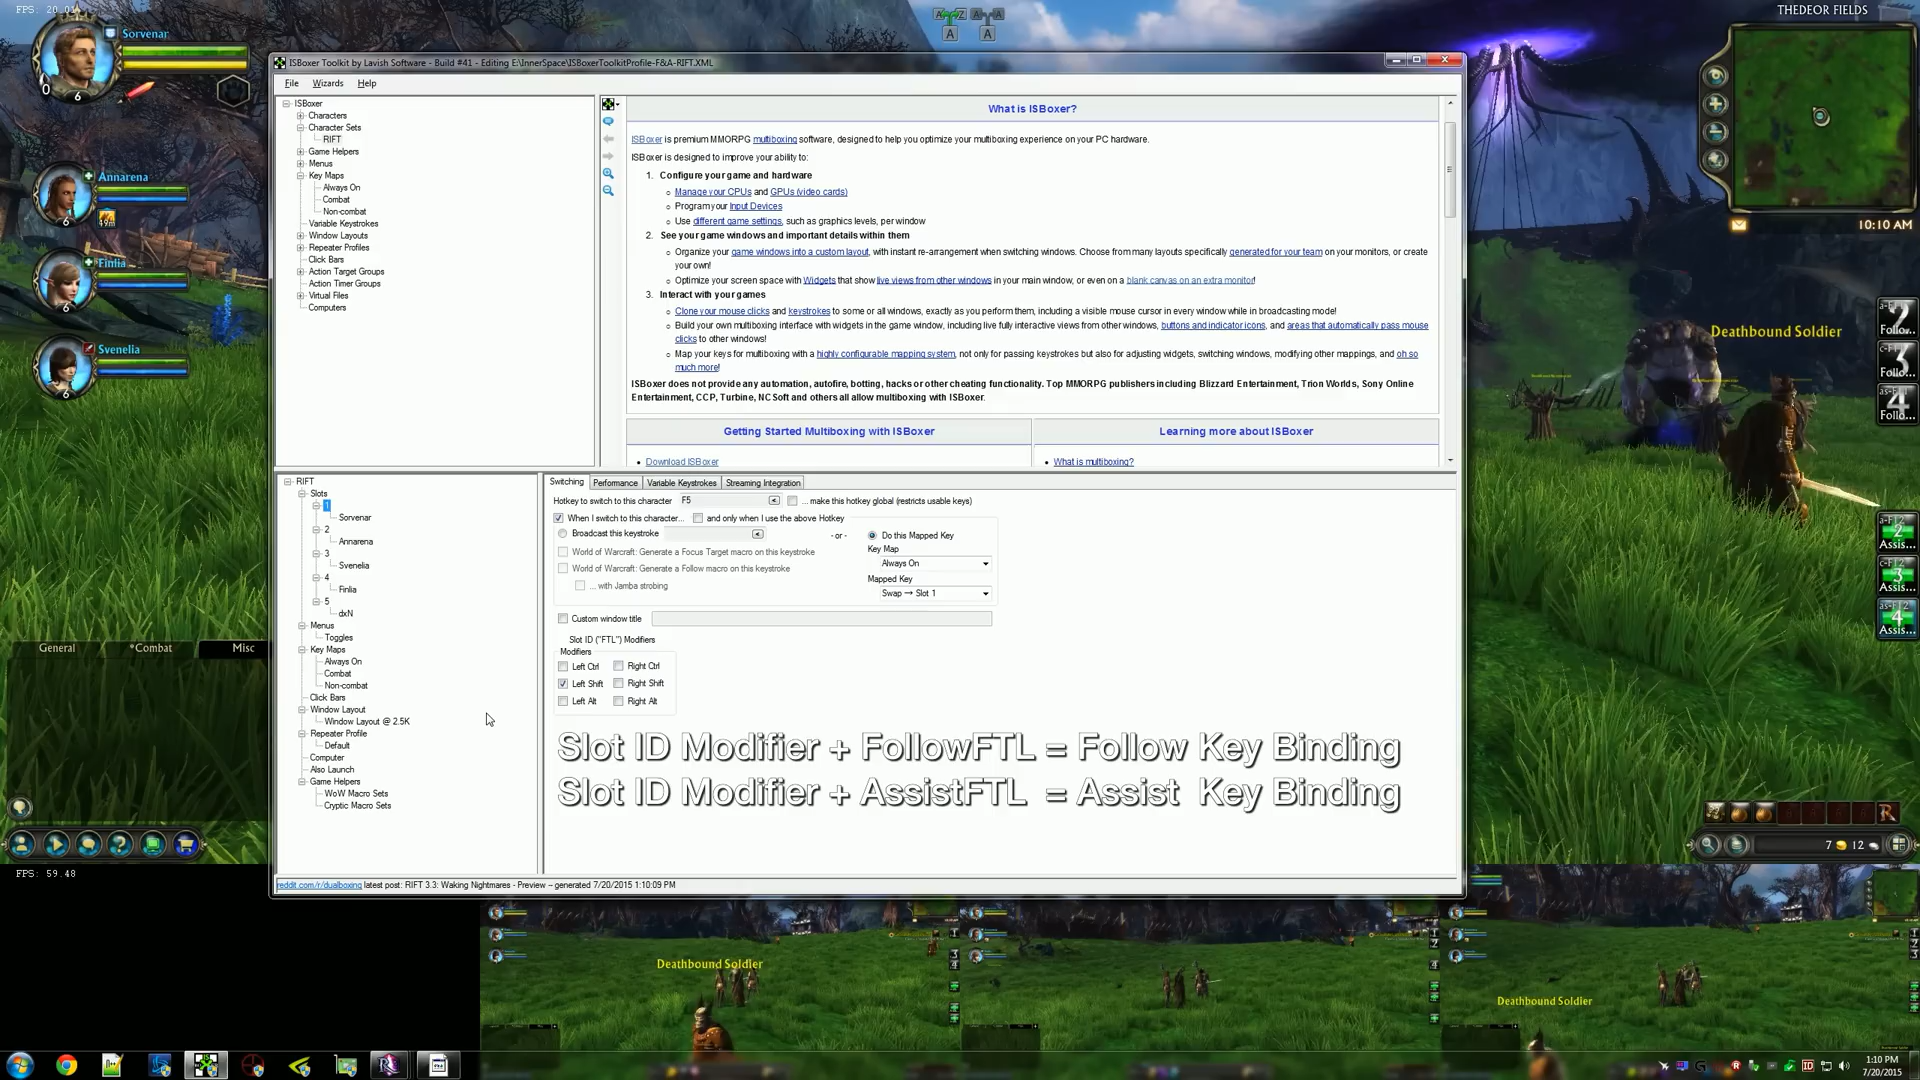 FPS: 20.01
Sorvenar
0
6
Annarena
6
49m
Finlia
6
Svenelia
6
THEDEOR FIELDS
10:10 AM
ISBoxer Toolkit by Lavish Software - Build #41 - Editing E:\InnerSpace\ISBoxerToolkitProfile-F&A-RIFT.XML
File Wizards Help
ISBoxer
Characters
Character Sets
RIFT
Game Helpers
Menus
Key Maps
Always On
Combat
Non-combat
Variable Keystrokes
Window Layouts
Repeater Profiles
Click Bars
Action Target Groups
Action Timer Groups
Virtual Files
Computers
What is ISBoxer?
ISBoxer is premium MMORPG multiboxing software, designed to help you optimize your multiboxing experience on your PC hardware.
ISBoxer is designed to improve your ability to:
1. Configure your game and hardware
Manage your CPUs and GPUs (video cards)
Program your Input Devices
Use different game settings, such as graphics levels, per window
2. See your game windows and important details within them
Organize your game windows into a custom layout, with instant re-arrangement when switching windows. Choose from many layouts specifically generated for your team on your monitors, or create
your own!
Optimize your screen space with Widgets that show live views from other windows in your main window, or even on a blank canvas on an extra monitor!
3. Interact with your games
Clone your mouse clicks and keystrokes to some or all windows, exactly as you perform them, including a visible mouse cursor in every window while in broadcasting mode!
Build your own multiboxing interface with widgets in the game window, including live fully interactive views from other windows, buttons and indicator icons, and areas that automatically pass mouse
clicks to other windows!
Map your keys for multiboxing with a highly configurable mapping system, not only for passing keystrokes but also for adjusting widgets, switching windows, modifying other mappings, and oh so
much more!
ISBoxer does not provide any automation, autofire, botting, hacks or other cheating functionality. Top MMORPG publishers including Blizzard Entertainment, Trion Worlds, Sony Online
Entertainment, CCP, Turbine, NCSoft and others all allow multiboxing with ISBoxer.
Getting Started Multiboxing with ISBoxer
Learning more about ISBoxer
Download ISBoxer
What is multiboxing?
Deathbound Soldier
2
Follo...
3
Follo...
4
Follo...
a-F12
2
Assis...
c-F12
3
Assis...
as-F12
4
Assis...
RIFT
Slots
1
Sorvenar
2
Annarena
3
Svenelia
4
Finlia
5
dxN
Menus
Toggles
Key Maps
Always On
Combat
Non-combat
Click Bars
Window Layout
Window Layout @ 2.5K
Repeater Profile
Default
Computer
Also Launch
Game Helpers
WoW Macro Sets
Cryptic Macro Sets
Switching Performance Variable Keystrokes Streaming Integration
Hotkey to switch to this character F5 < ... make this hotkey global (restricts usable keys)
When I switch to this character... and only when I use the above Hotkey
Broadcast this keystroke < - or - Do this Mapped Key
World of Warcraft: Generate a Focus Target macro on this keystroke
World of Warcraft: Generate a Follow macro on this keystroke
... with Jamba strobing
Key Map
Always On
Mapped Key
Swap → Slot 1
Custom window title
Slot ID ("FTL") Modifiers
Modifiers
Left Ctrl Right Ctrl
Left Shift Right Shift
Left Alt Right Alt
Slot ID Modifier + FollowFTL = Follow Key Binding
Slot ID Modifier + AssistFTL = Assist Key Binding
General *Combat Misc
7 12
FPS: 59.48
reddit.com/r/dualboxing latest post: RIFT 3.3: Waking Nightmares - Preview -- generated 7/20/2015 1:10:09 PM
Deathbound Soldier
Deathbound Soldier
1:10 PM
7/20/2015